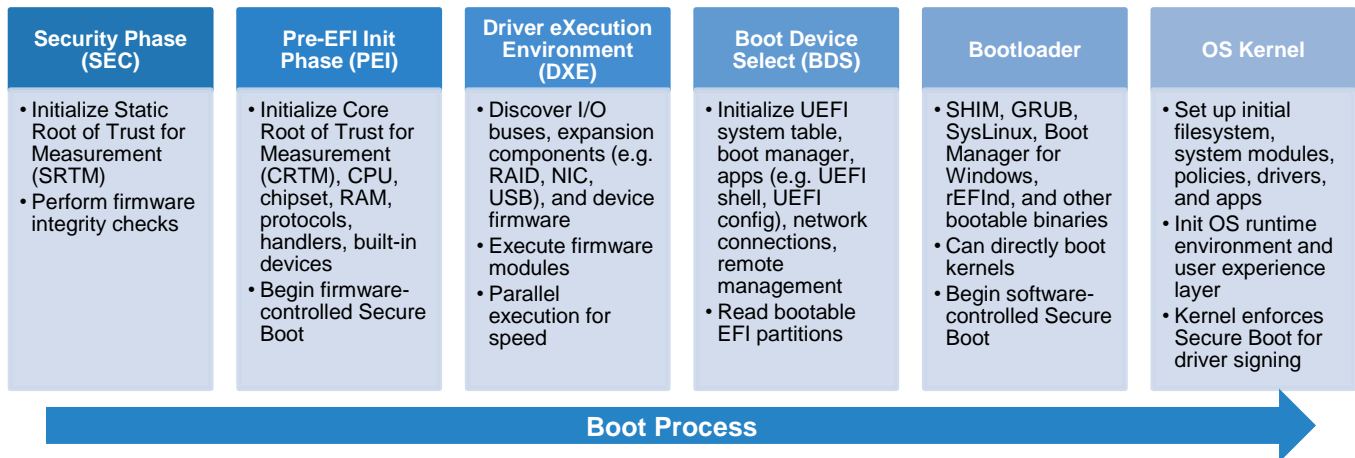 Security Phase
(SEC)
• Initialize Static
Root of Trust for
Measurement
(SRTM)
• Perform firmware
integrity checks
Pre-EFI Init
Phase (PEI)
• Initialize Core
Root of Trust for
Measurement
(CRTM), CPU,
chipset, RAM,
protocols,
handlers, built-in
devices
• Begin firmware-
controlled Secure
Boot
Driver eXecution
Environment
(DXE)
• Discover I/O
buses, expansion
components (e.g.
RAID, NIC,
USB), and device
firmware
• Execute firmware
modules
• Parallel
execution for
speed
Boot Device
Select (BDS)
• Initialize UEFI
system table,
boot manager,
apps (e.g. UEFI
shell, UEFI
config), network
connections,
remote
management
• Read bootable
EFI partitions
Bootloader
• SHIM, GRUB,
SysLinux, Boot
Manager for
Windows,
rEFInd, and other
bootable binaries
• Can directly boot
kernels
• Begin software-
controlled Secure
Boot
OS Kernel
• Set up initial
filesystem,
system modules,
policies, drivers,
and apps
• Init OS runtime
environment and
user experience
layer
• Kernel enforces
Secure Boot for
driver signing
Boot Process